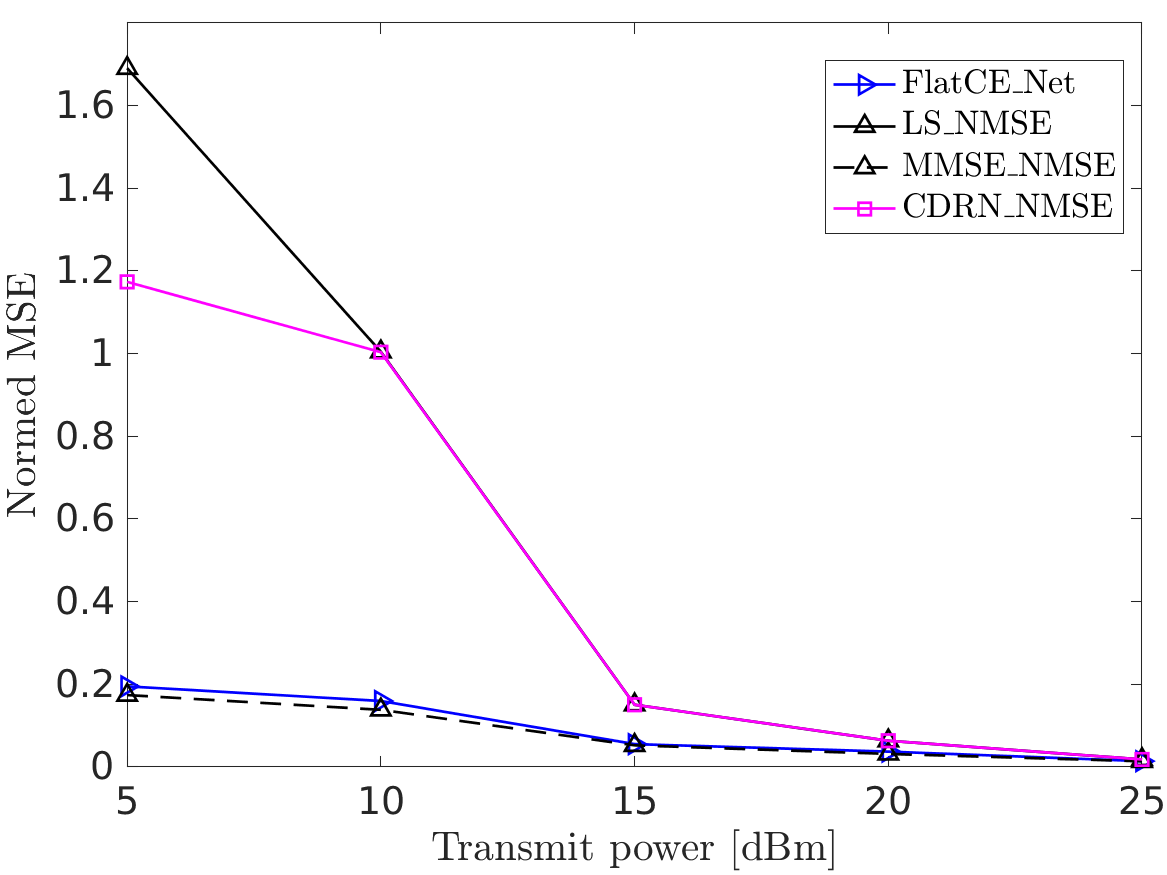 FlatCE_Net
LS_NMSE
MMSE_NMSE
CDRN_NMSE
Normed MSE
1.6
1.4
1.2
1
0.8
0.6
0.4
0.2
0
5 10 15 20 25
Transmit power [dBm]